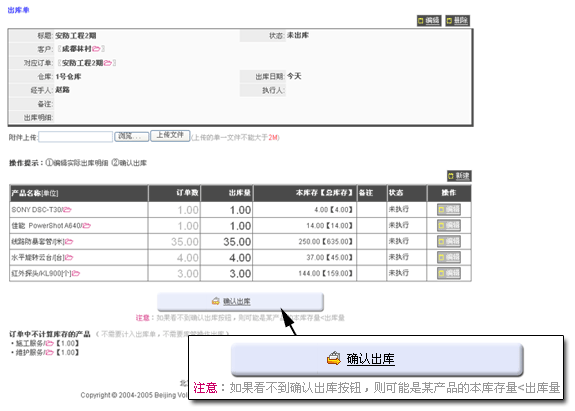 出库单
编辑 删除
标题: 安防工程2期 状态: 未出库
客户: 〖成都林村〗
对应订单: 〖安防工程2期〗
仓库: 1号仓库 出库日期: 今天
经手人: 赵路 执行人:
备注:
出库明细:
附件上传: 浏览... 上传文件 (上传的单一文件不能大于2M)
操作提示：①编辑实际出库明细 ②确认出库
新建
产品名称[单位] 订单数 出库量 本库存【总库存】 备注 状态 操作
SONY DSC-T30/ 1.00 1.00 4.00【4.00】 未执行 编辑
佳能 PowerShot A640/ 1.00 1.00 14.00【14.00】 未执行 编辑
线路防暴套管/[米] 35.00 35.00 250.00【635.00】 未执行 编辑
水平旋转云台/[台] 4.00 4.00 37.00【45.00】 未执行 编辑
红外探头/KL900[个] 3.00 3.00 144.00【159.00】 未执行 编辑
确认出库
注意：如果看不到确认出库按钮，则可能是某产品的本库存量<出库量
订单中不计算库存的产品 （不需要计入出库单，不需要
• 施工服务/【1.00】
• 维护服务/【1.00】
确认出库
注意：如果看不到确认出库按钮，则可能是某产品的本库存量<出库量
Copyright © 2004-2005 Beijing